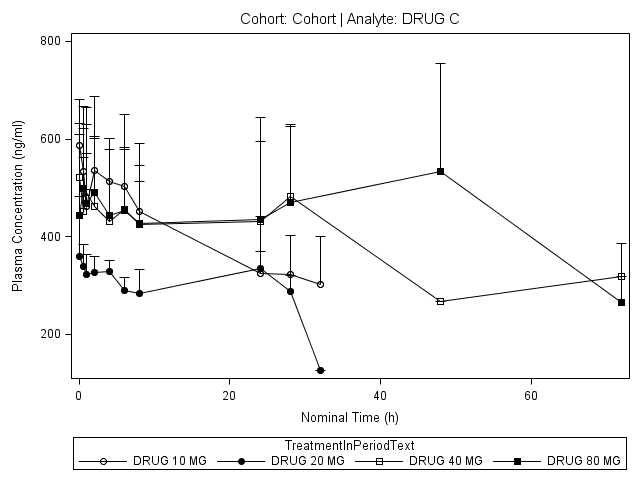 Cohort: Cohort | Analyte: DRUG C
800
600
400
200
Plasma Concentration (ng/ml)
0 20 40 60
Nominal Time (h)
TreatmentInPeriodText
DRUG 10 MG DRUG 20 MG DRUG 40 MG DRUG 80 MG